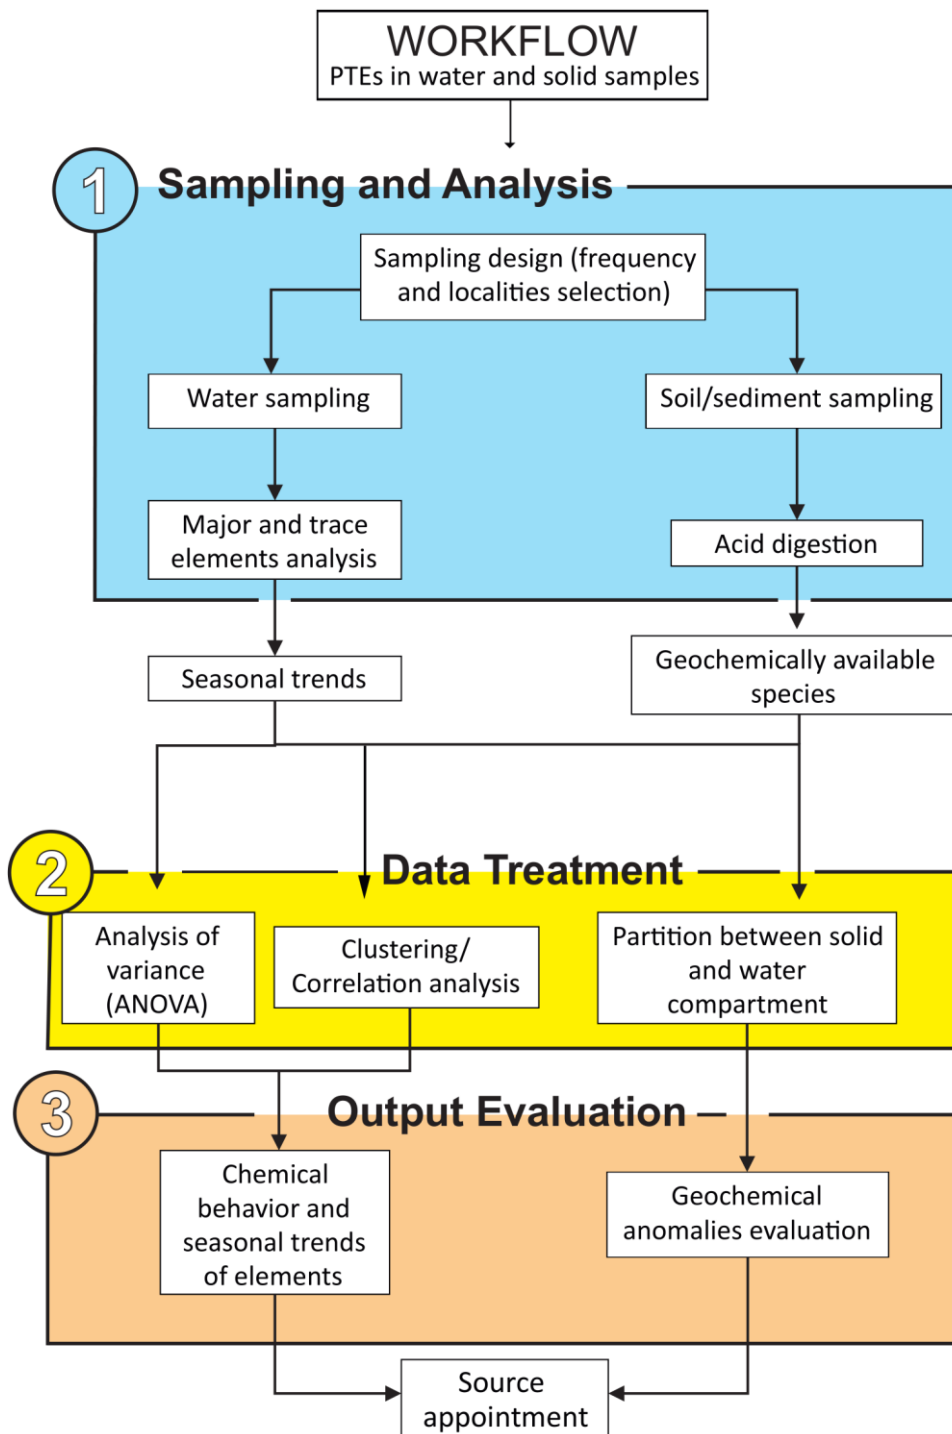 WORKFLOW
PTEs in water and solid samples
1
Sampling and Analysis
Sampling design (frequency
and localities selection)
Water sampling
Soil/sediment sampling
Major and trace
elements analysis
Acid digestion
Seasonal trends
Geochemically available
species
2
Data Treatment
Analysis of
variance
(ANOVA)
Clustering/
Correlation analysis
Partition between solid
and water
compartment
3
Output Evaluation
Chemical
behavior and
seasonal trends
of elements
Geochemical
anomalies evaluation
Source
appointment